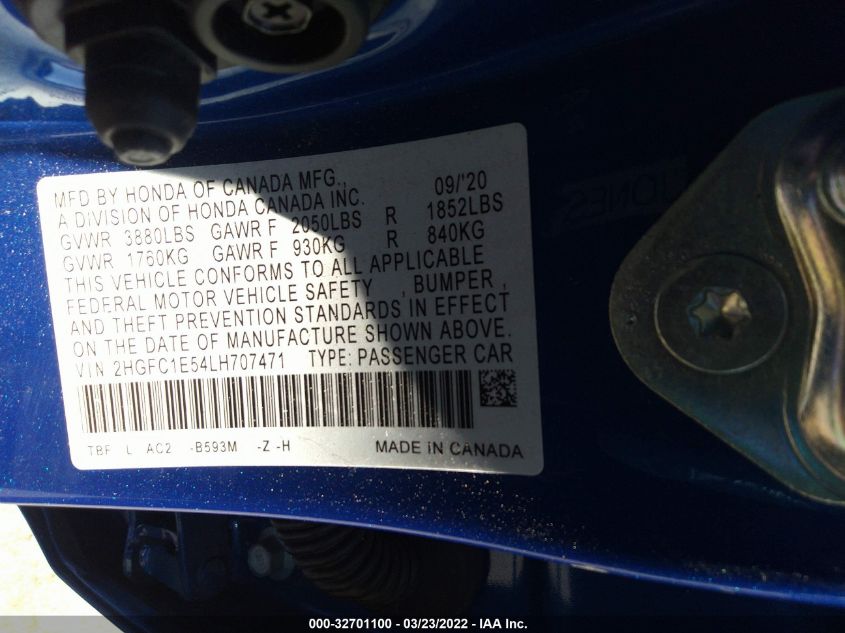 MFD BY HONDA OF CANADA MFG., 09/'20
A DIVISION OF HONDA CANADA INC.
GVWR 3880LBS GAWR F 2050LBS R 1852LBS
GVWR 1760KG GAWR F 930KG R 840KG
THIS VEHICLE CONFORMS TO ALL APPLICABLE
FEDERAL MOTOR VEHICLE SAFETY , BUMPER ,
AND THEFT PREVENTION STANDARDS IN EFFECT
ON THE DATE OF MANUFACTURE SHOWN ABOVE.
VIN 2HGFC1E54LH707471 TYPE: PASSENGER CAR
TBF L AC2 -B593M -Z -H MADE IN CANADA
000-32701100 - 03/23/2022 - IAA Inc.